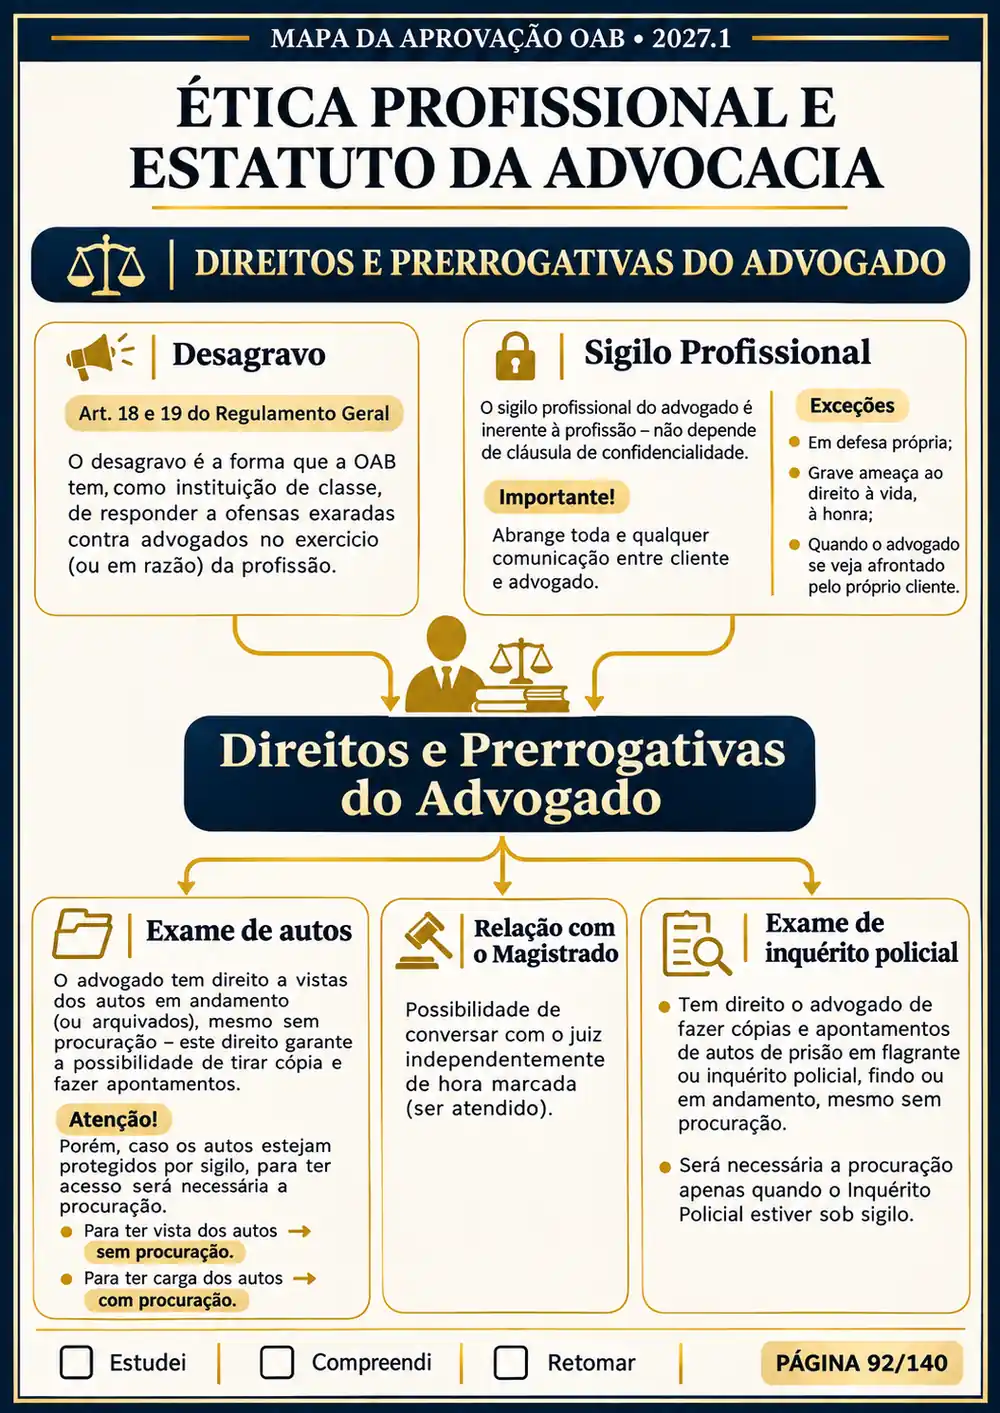 MAPA DA APROVAÇÃO OAB • 2027.1
ÉTICA PROFISSIONAL E
ESTATUTO DA ADVOCACIA
DIREITOS E PRERROGATIVAS DO ADVOGADO
Desagravo
Art. 18 e 19 do Regulamento Geral
O desagravo é a forma que a OAB
tem, como instituição de classe,
de responder a ofensas exaradas
contra advogados no exercicio
(ou em razão) da profissão.
Sigilo Profissional
O sigilo profissional do advogado é
inerente à profissão – não depende
de cláusula de confidencialidade.
Importante!
Abrange toda e qualquer
comunicação entre cliente
e advogado.
Exceções
• Em defesa própria;
• Grave ameaça ao
direito à vida,
à honra;
• Quando o advogado
se veja afrontado
pelo próprio cliente.
Direitos e Prerrogativas
do Advogado
Exame de autos
O advogado tem direito a vistas
dos autos em andamento
(ou arquivados), mesmo sem
procuração – este direito garante
a possibilidade de tirar cópia e
fazer apontamentos.
Atenção!
Porém, caso os autos estejam
protegidos por sigilo, para ter
acesso será necessária a
procuração.
• Para ter vista dos autos →
sem procuração.
• Para ter carga dos autos →
com procuração.
Relação com
o Magistrado
Possibilidade de
conversar com o juiz
independentemente
de hora marcada
(ser atendido).
Exame de
inquérito policial
• Tem direito o advogado de
fazer cópias e apontamentos
de autos de prisão em flagrante
ou inquérito policial, findo ou
em andamento, mesmo sem
procuração.
• Será necessária a procuração
apenas quando o Inquérito
Policial estiver sob sigilo.
Estudei
Compreendi
Retomar
PÁGINA 92/140